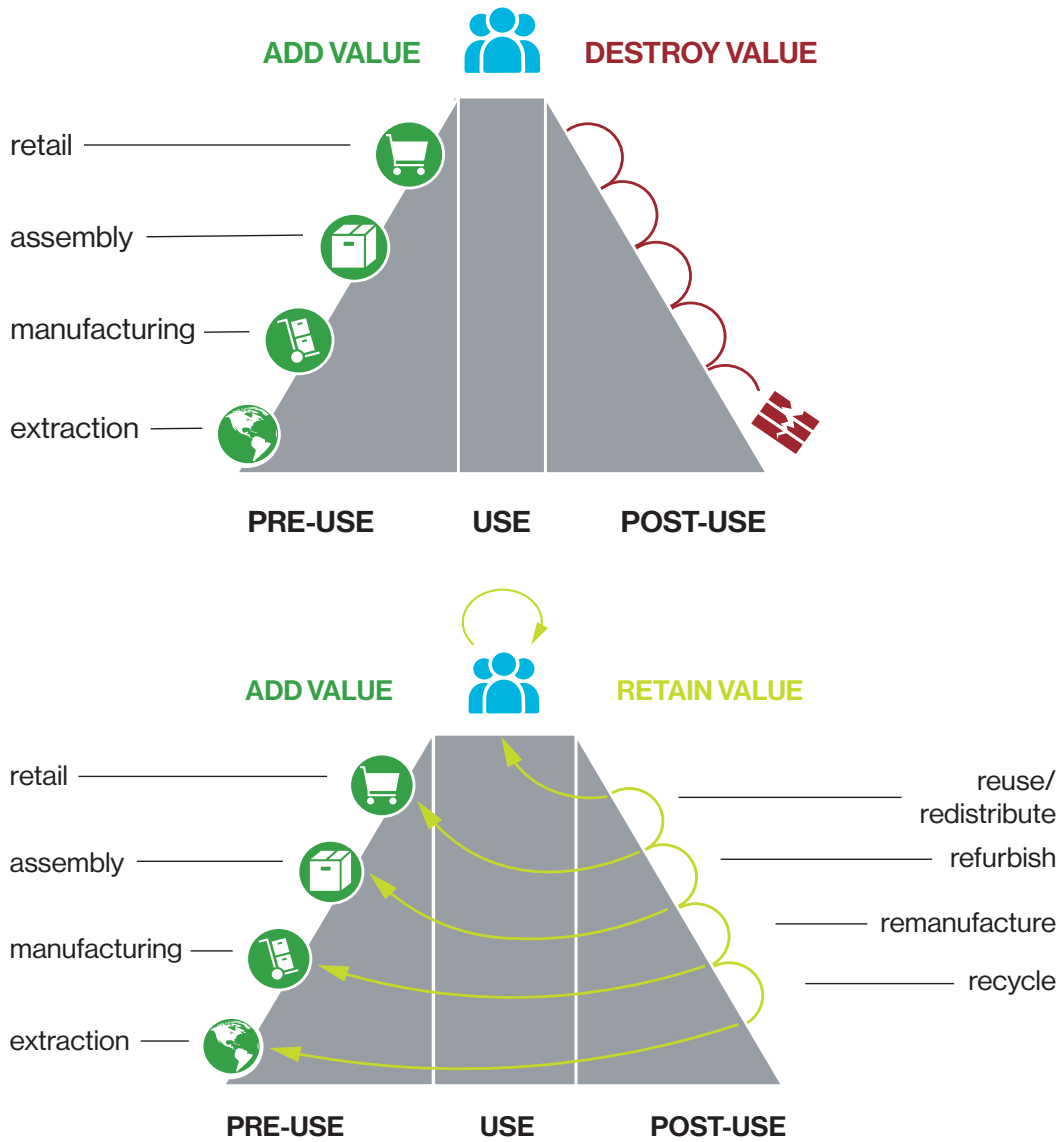 ADD VALUE
DESTROY VALUE
retail
assembly
manufacturing
extraction
PRE-USE
USE
POST-USE
ADD VALUE
RETAIN VALUE
retail
assembly
manufacturing
extraction
reuse/
redistribute
refurbish
remanufacture
recycle
PRE-USE
USE
POST-USE